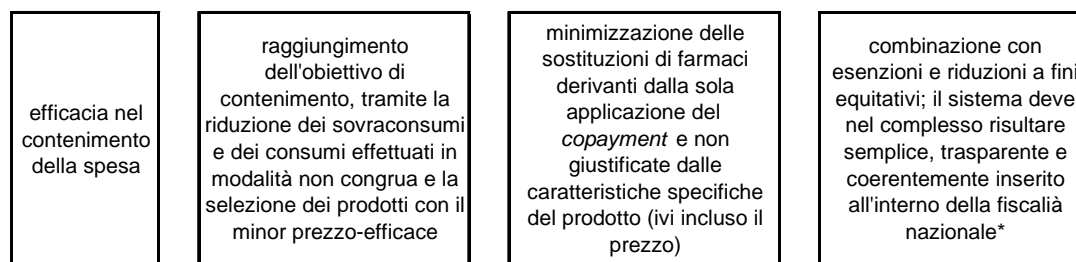 efficacia nel
contenimento
della spesa
raggiungimento
dell'obiettivo di
contenimento, tramite la
riduzione dei sovraconsumi
e dei consumi effettuati in
modalità non congrua e la
selezione dei prodotti con il
minor prezzo-efficace
minimizzazione delle
sostituzioni di farmaci
derivanti dalla sola
applicazione del
copayment e non
giustificate dalle
caratteristiche specifiche
del prodotto (ivi incluso il
prezzo)
combinazione con
esenzioni e riduzioni a fini
equitativi; il sistema deve
nel complesso risultare
semplice, trasparente e
coerentemente inserito
all'interno della fiscalià
nazionale*